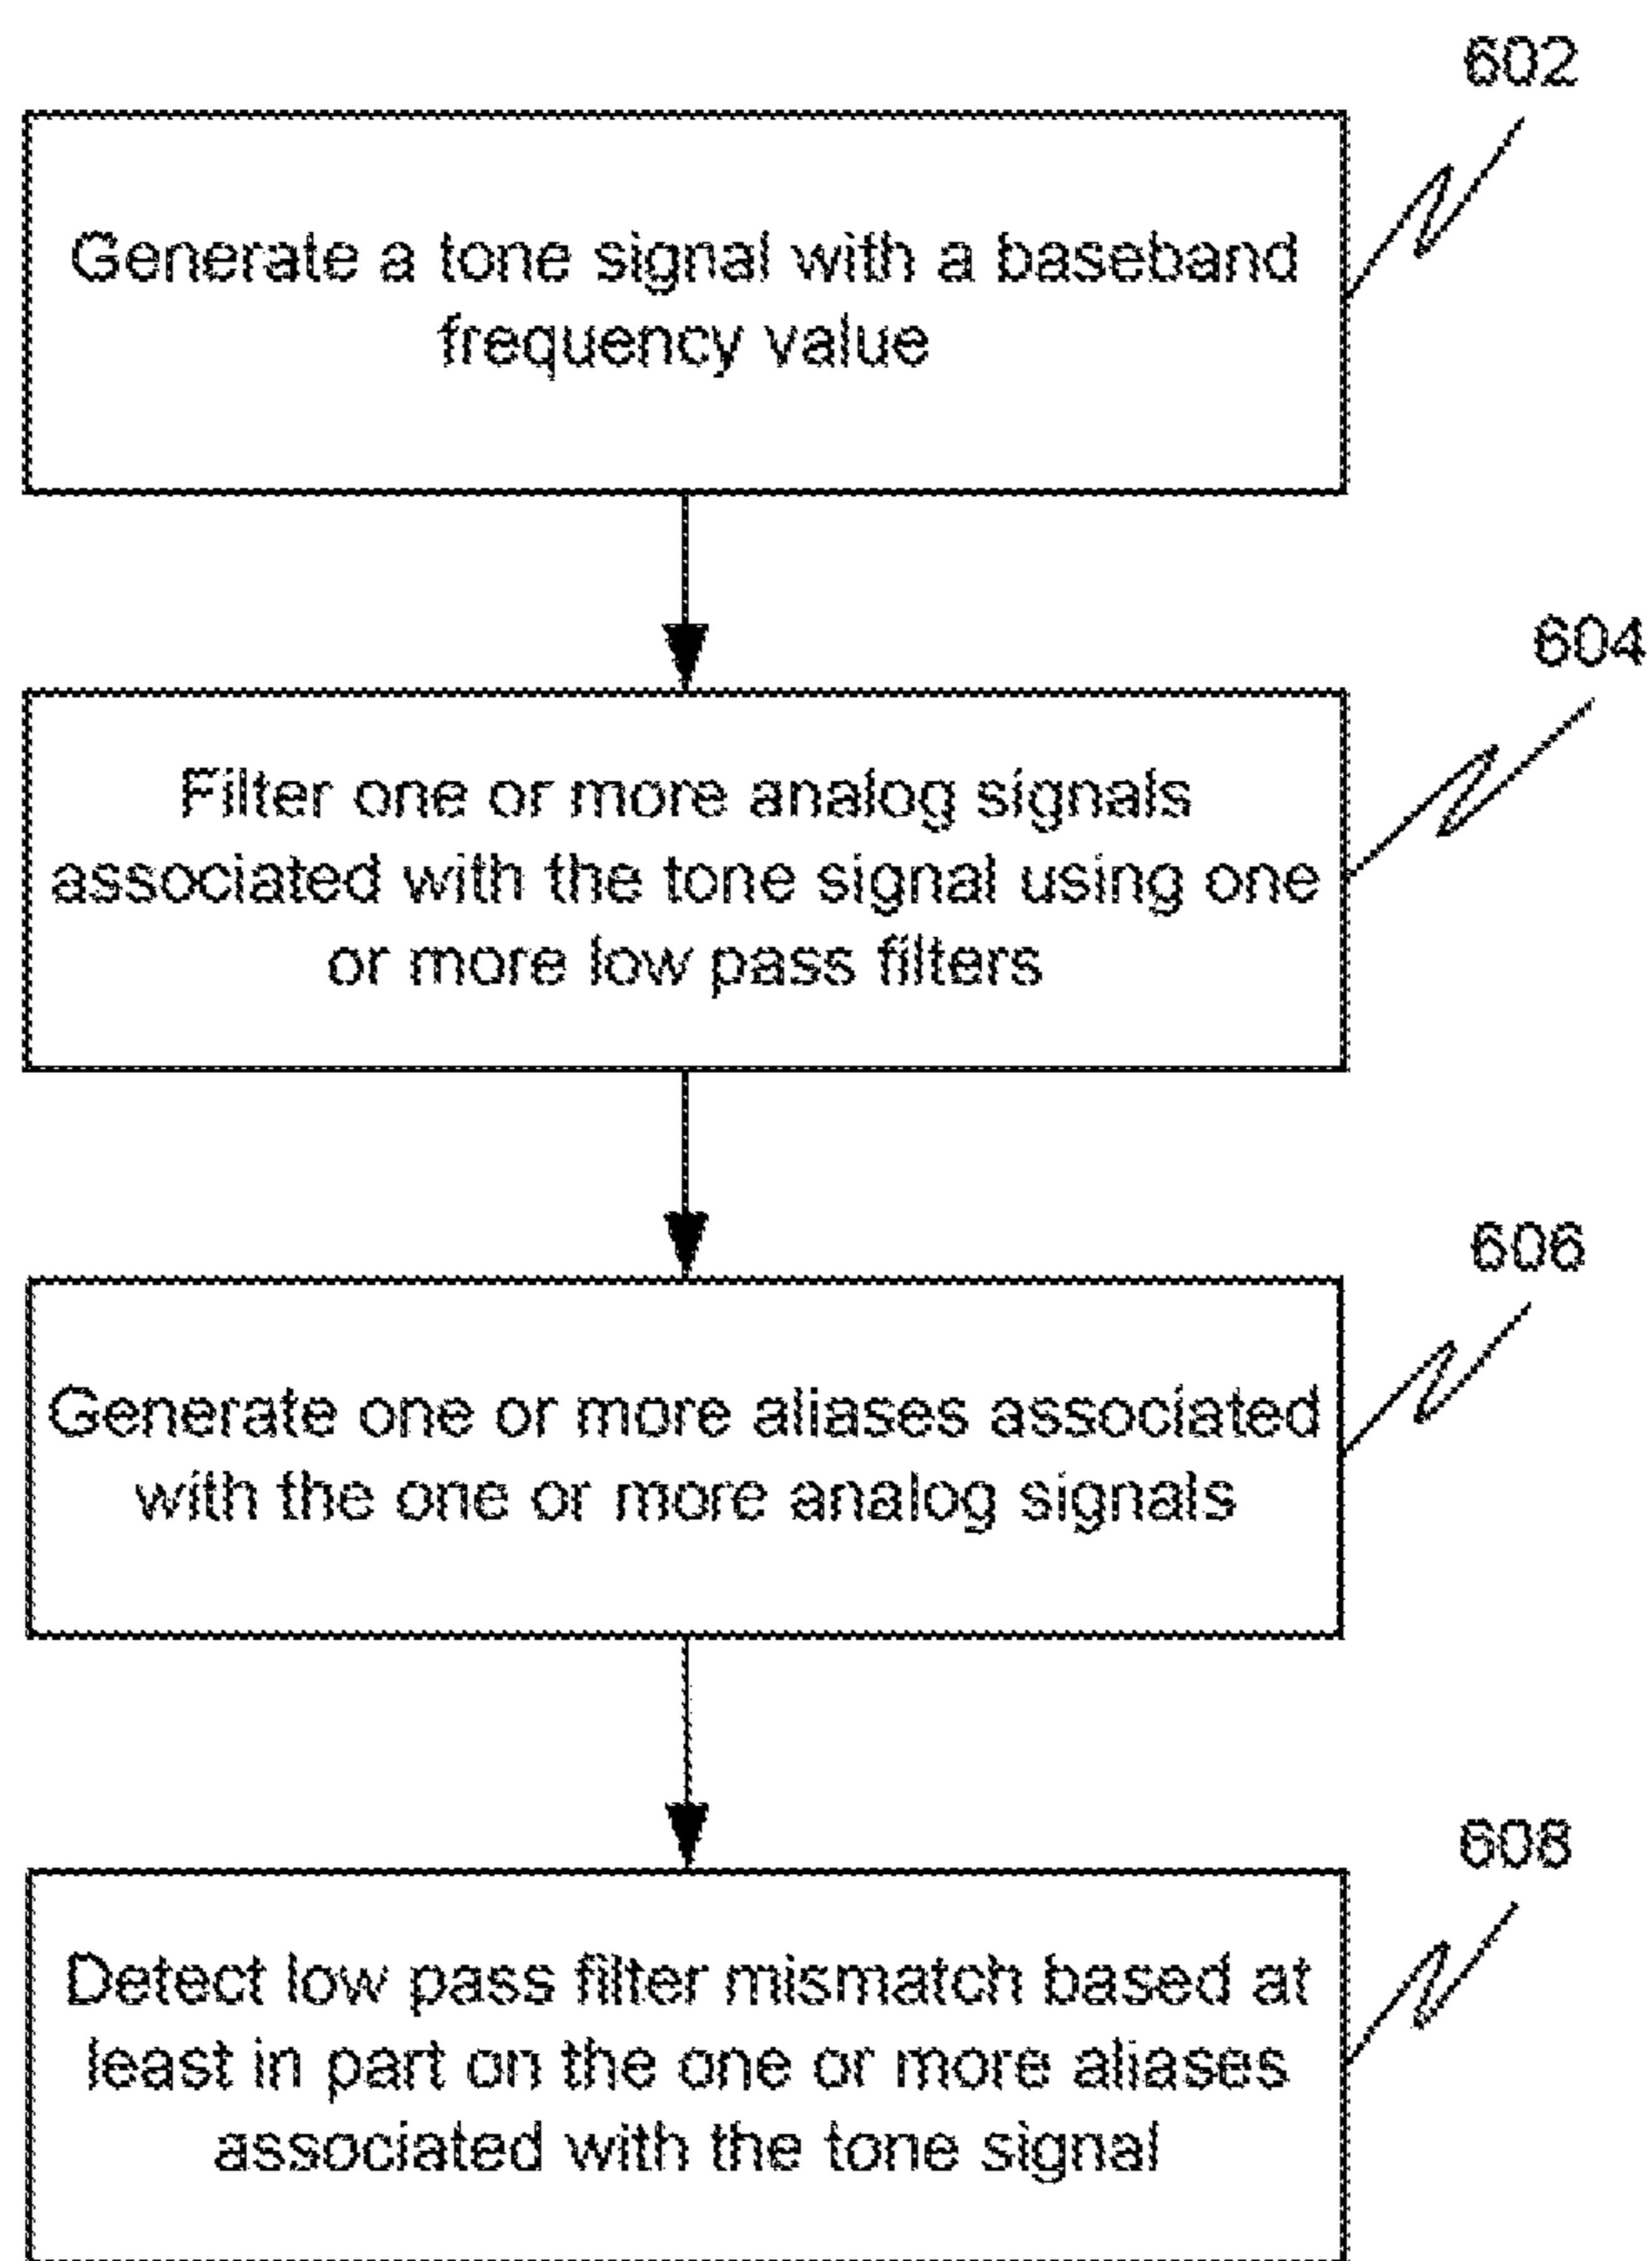 602
Generate a tone signal with a baseband
frequency value
604
Filter one or more analog signals
associated with the tone signal using one
or more low pass filters
606
Generate one or more aliases associated
with the one or more analog signals
608
Detect low pass filter mismatch based at
least in part on the one or more aliases
associated with the tone signal